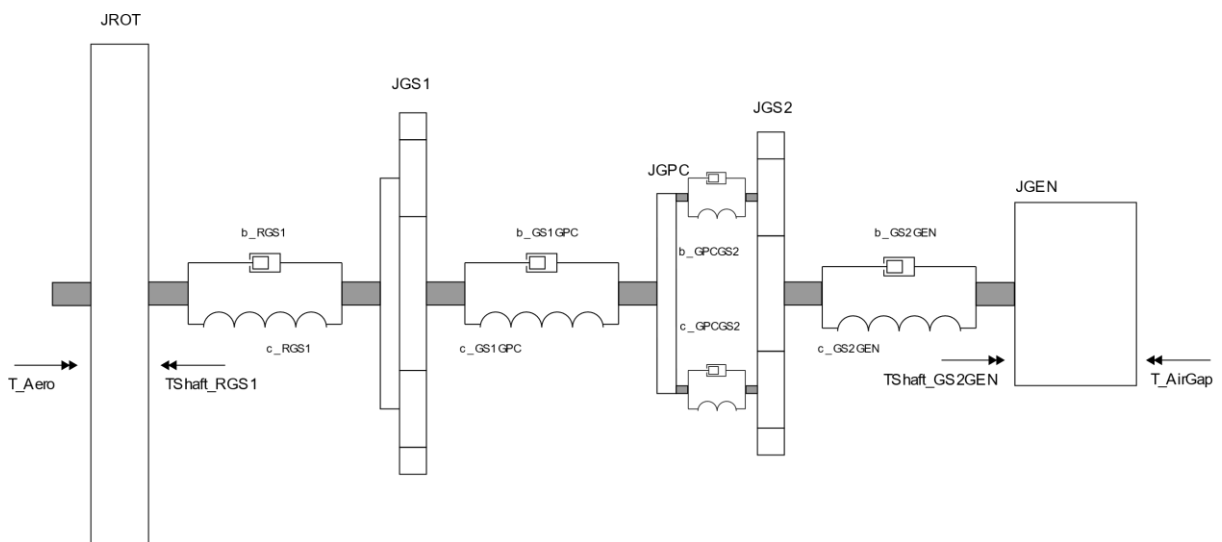 JROT
JGS1
JGS2
JGPC
JGEN
b_RGS1
b_GS1GPC
b_GPCGS2
b_GS2GEN
c_RGS1
c_GS1GPC
c_GPCGS2
c_GS2GEN
T_Aero
TShaft_RGS1
TShaft_GS2GEN
T_AirGap